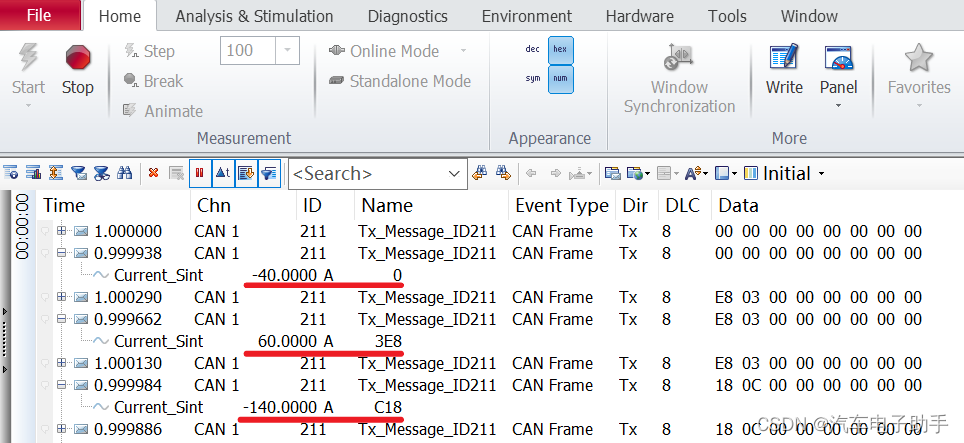 File Home Analysis & Simulation Diagnostics Environment Hardware Tools Window
Step 100 Online Mode dec hex
Break Standalone Mode sym num
Start Stop Animate Window Synchronization Write Panel Favorites
Measurement Appearance More
<Search> Initial
00:00:00
Time Chn ID Name Event Type Dir DLC Data
1.000000 CAN 1 211 Tx_Message_ID211 CAN Frame Tx 8 00 00 00 00 00 00 00 00
0.999938 CAN 1 211 Tx_Message_ID211 CAN Frame Tx 8 00 00 00 00 00 00 00 00
Current_Sint -40.0000 A 0
1.000290 CAN 1 211 Tx_Message_ID211 CAN Frame Tx 8 E8 03 00 00 00 00 00 00
0.999662 CAN 1 211 Tx_Message_ID211 CAN Frame Tx 8 E8 03 00 00 00 00 00 00
Current_Sint 60.0000 A 3E8
1.000130 CAN 1 211 Tx_Message_ID211 CAN Frame Tx 8 E8 03 00 00 00 00 00 00
0.999984 CAN 1 211 Tx_Message_ID211 CAN Frame Tx 8 18 0C 00 00 00 00 00 00
Current_Sint -140.0000 A C18
0.999886 CAN 1 211 Tx_Message_ID211 CAN Frame Tx 8 18 0C 00 00 00 00 00 00
CSDN @汽车电子助手